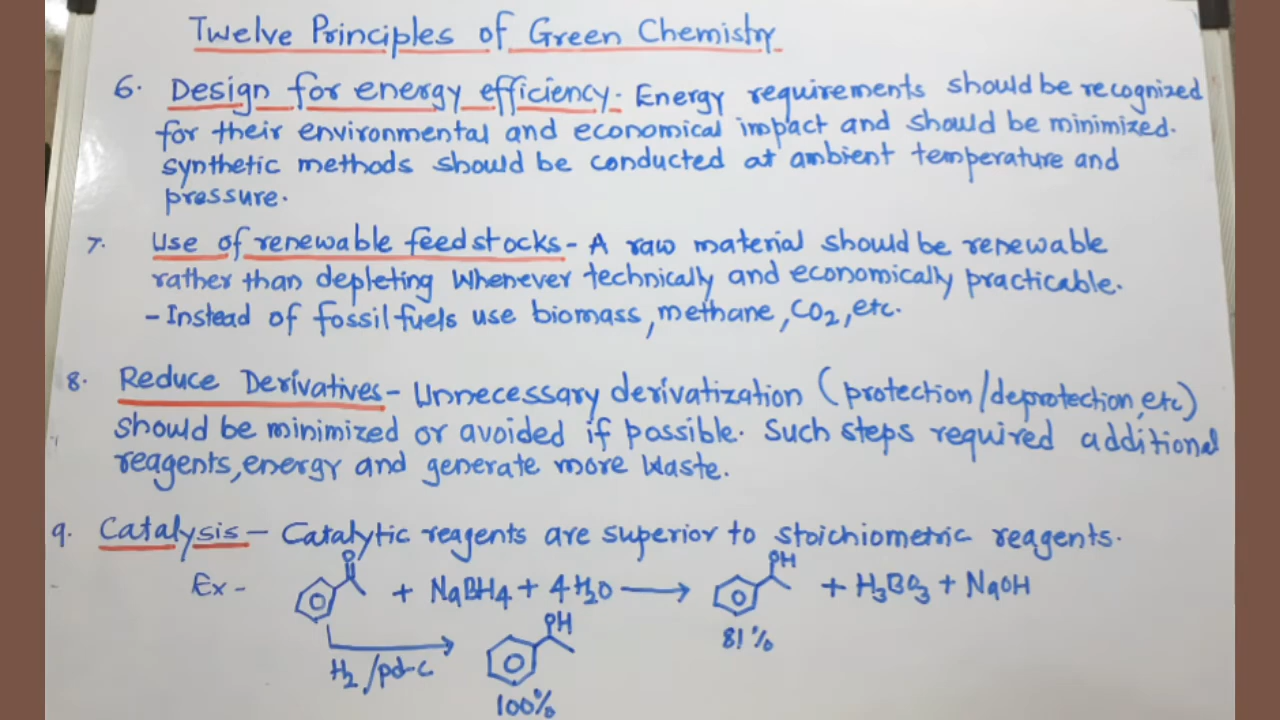 Twelve Principles of Green Chemistry
6. Design for energy efficiency. Energy requirements should be recognized
for their environmental and economical impact and should be minimized.
synthetic methods should be conducted at ambient temperature and
pressure.
7. Use of renewable feedstocks - A raw material should be renewable
rather than depleting whenever technically and economically practicable.
- Instead of fossil fuels use biomass, methane, CO₂, etc.
8. Reduce Derivatives - Unnecessary derivatization (protection/deprotection, etc)
should be minimized or avoided if possible. Such steps required additional
reagents, energy and generate more waste.
9. Catalysis - Catalytic reagents are superior to stoichiometric reagents.
O OH
Ex - + NaBH4 + 4H2O → + H3BO3 + NaOH
81%
OH
H2/pd-c
100%